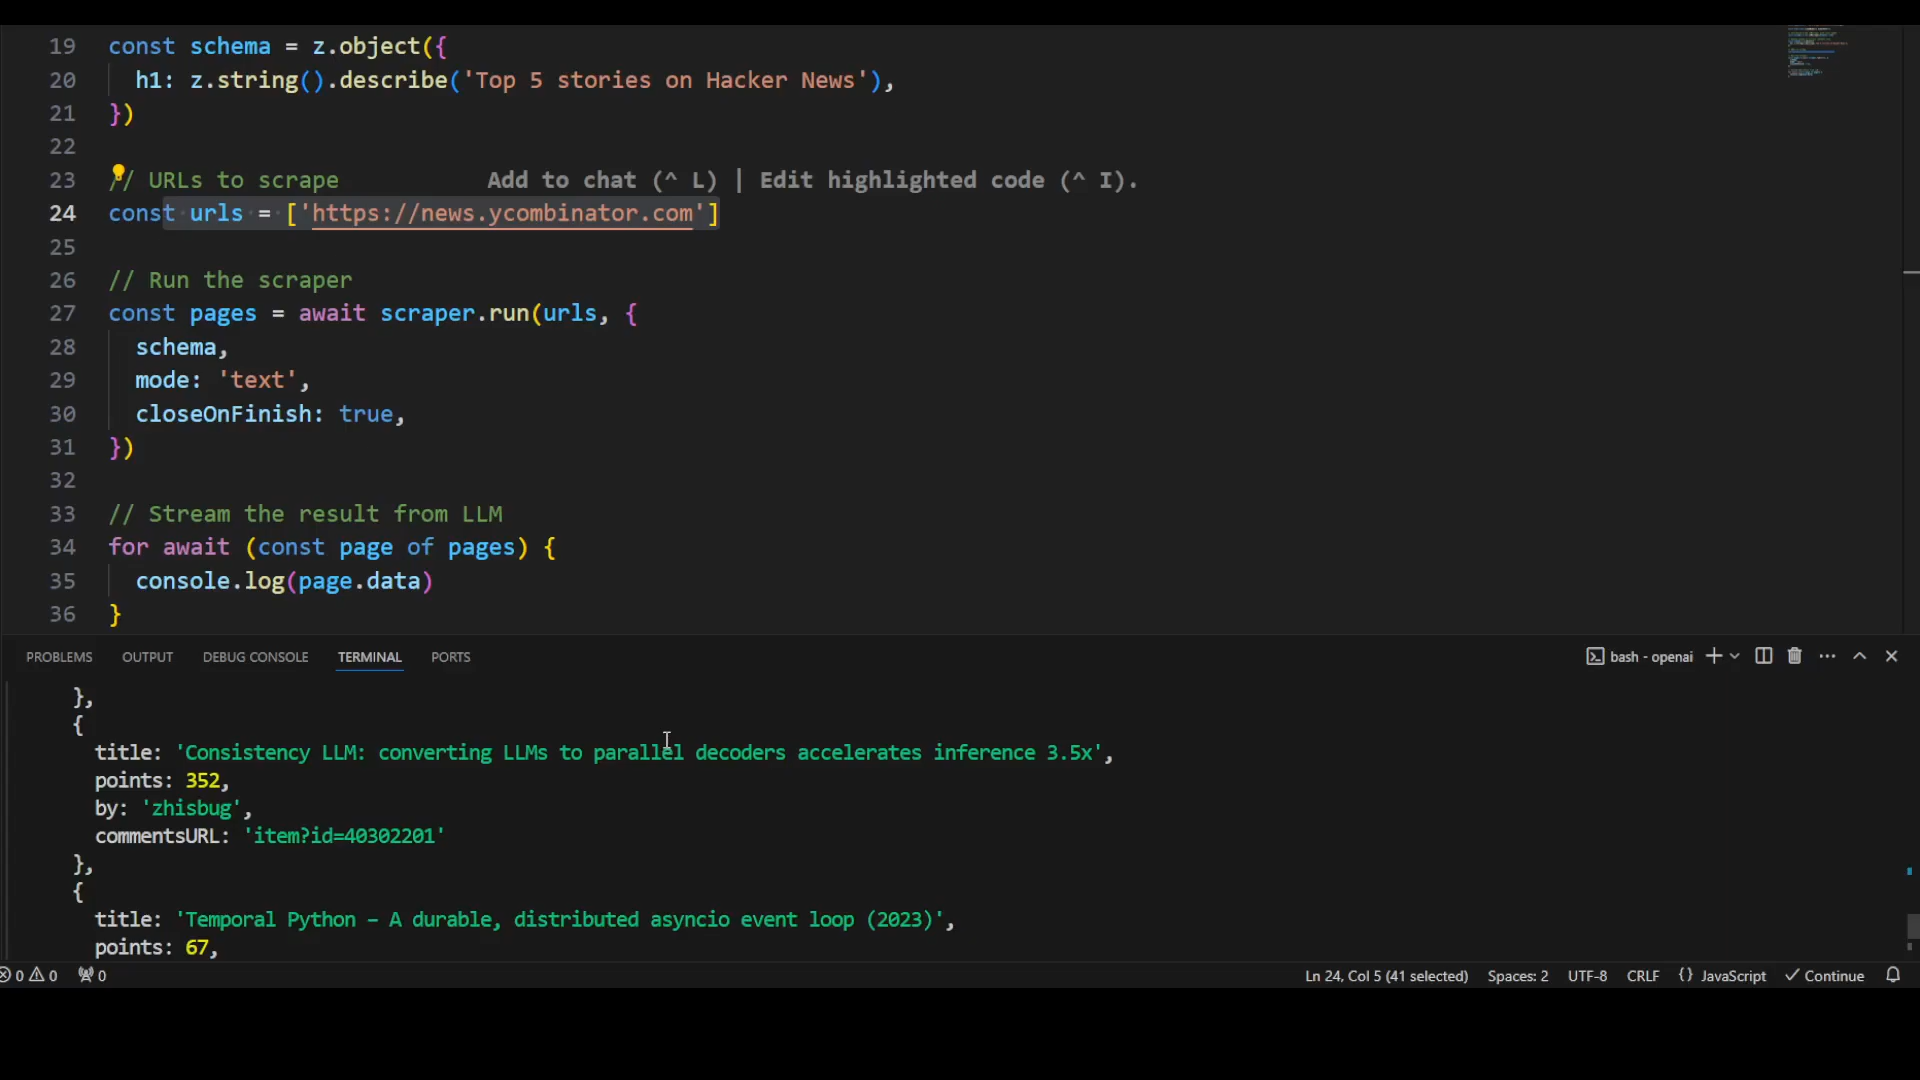 19 const schema = z.object({
20 h1: z.string().describe('Top 5 stories on Hacker News'),
21 })
22
23 // URLs to scrape Add to chat (^ L) | Edit highlighted code (^ I).
24 const urls = ['https://news.ycombinator.com']
25
26 // Run the scraper
27 const pages = await scraper.run(urls, {
28 schema,
29 mode: 'text',
30 closeOnFinish: true,
31 })
32
33 // Stream the result from LLM
34 for await (const page of pages) {
35 console.log(page.data)
36 }
PROBLEMS OUTPUT DEBUG CONSOLE TERMINAL PORTS bash - openai
},
{
title: 'Consistency LLM: converting LLMs to parallel decoders accelerates inference 3.5x',
points: 352,
by: 'zhisbug',
commentsURL: 'item?id=40302201'
},
{
title: 'Temporal Python – A durable, distributed asyncio event loop (2023)',
points: 67,
0 0 0 Ln 24, Col 5 (41 selected) Spaces: 2 UTF-8 CRLF {} JavaScript Continue